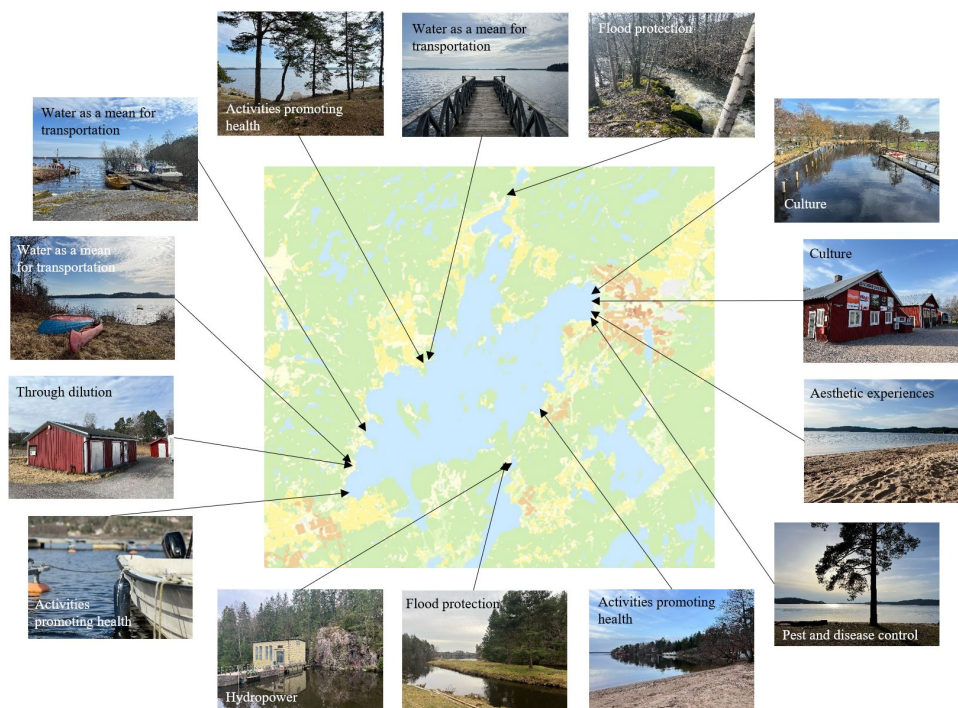 Water as a mean for
transportation
Flood protection
Activities promoting
health
Water as a mean for
transportation
Culture
Water as a mean
for transportation
Culture
Through dilution
Aesthetic experiences
Activities
promoting health
Hydropower
Flood protection
Activities promoting
health
Pest and disease control